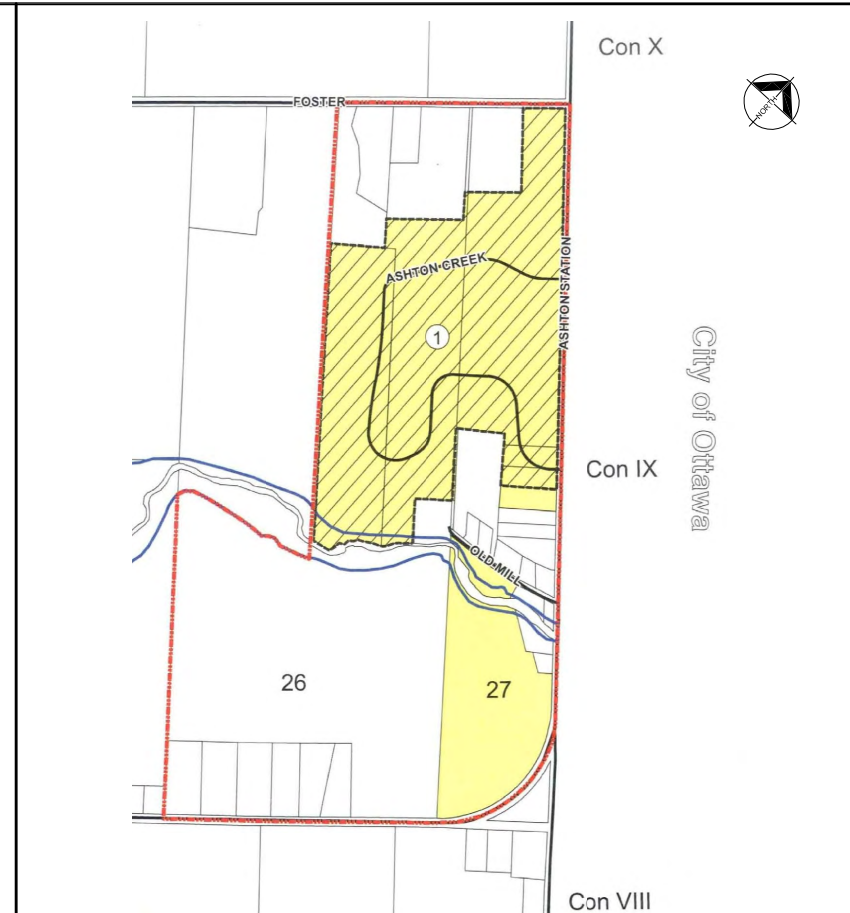 Con X
NORTH
FOSTER
ASHTON STATION
ASHTON CREEK
1
City of Ottawa
Con IX
OLD MILL
26
27
Con VIII